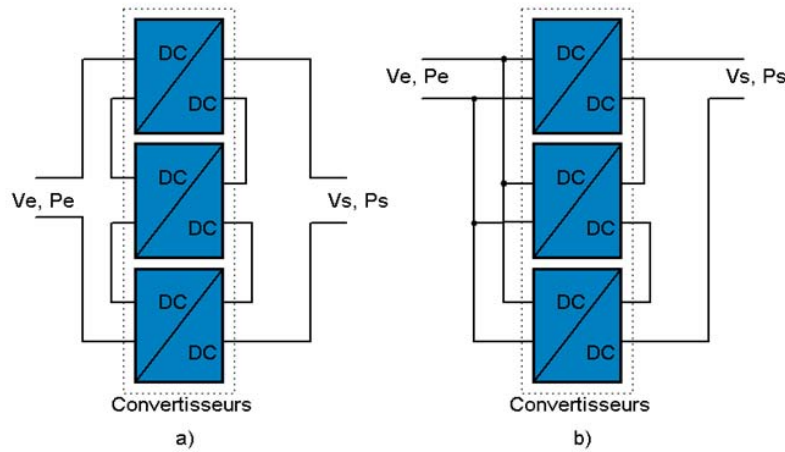 DC
DC
DC
DC
DC
DC
Ve, Pe
Vs, Ps
Convertisseurs
a)
DC
DC
DC
DC
DC
DC
Ve, Pe
Vs, Ps
Convertisseurs
b)